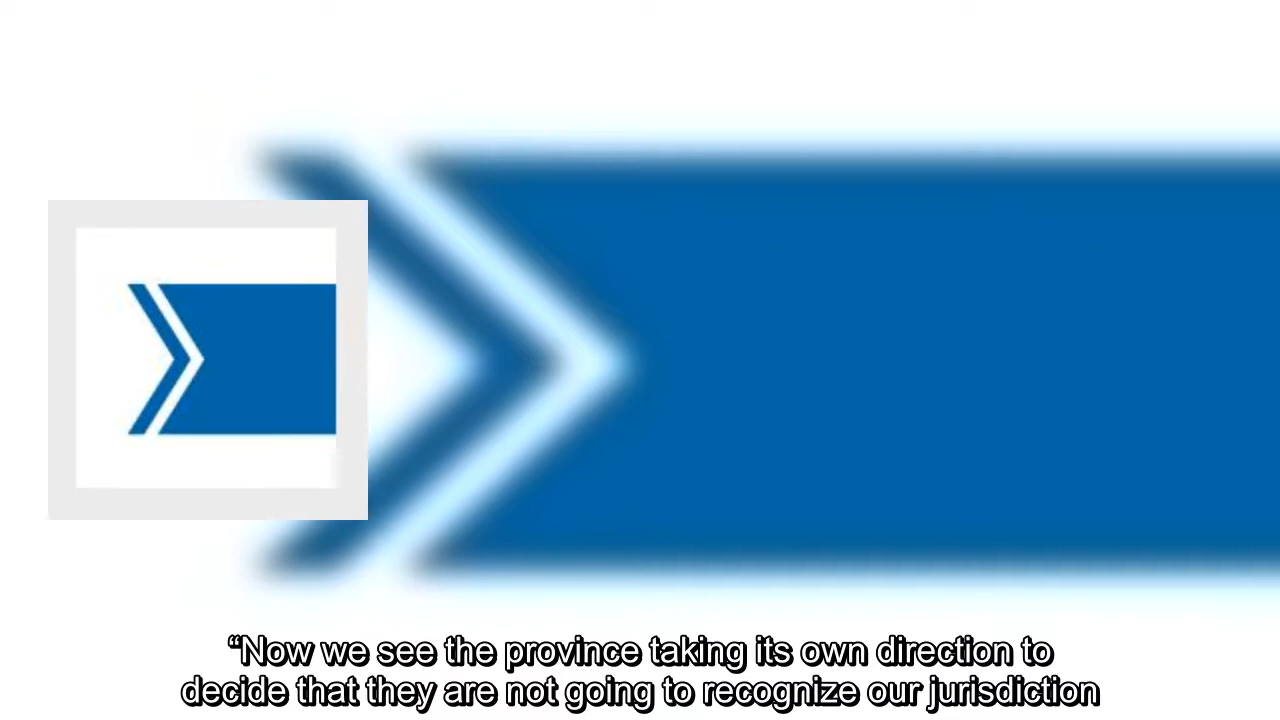 “Now we see the province taking its own direction to
decide that they are not going to recognize our jurisdiction